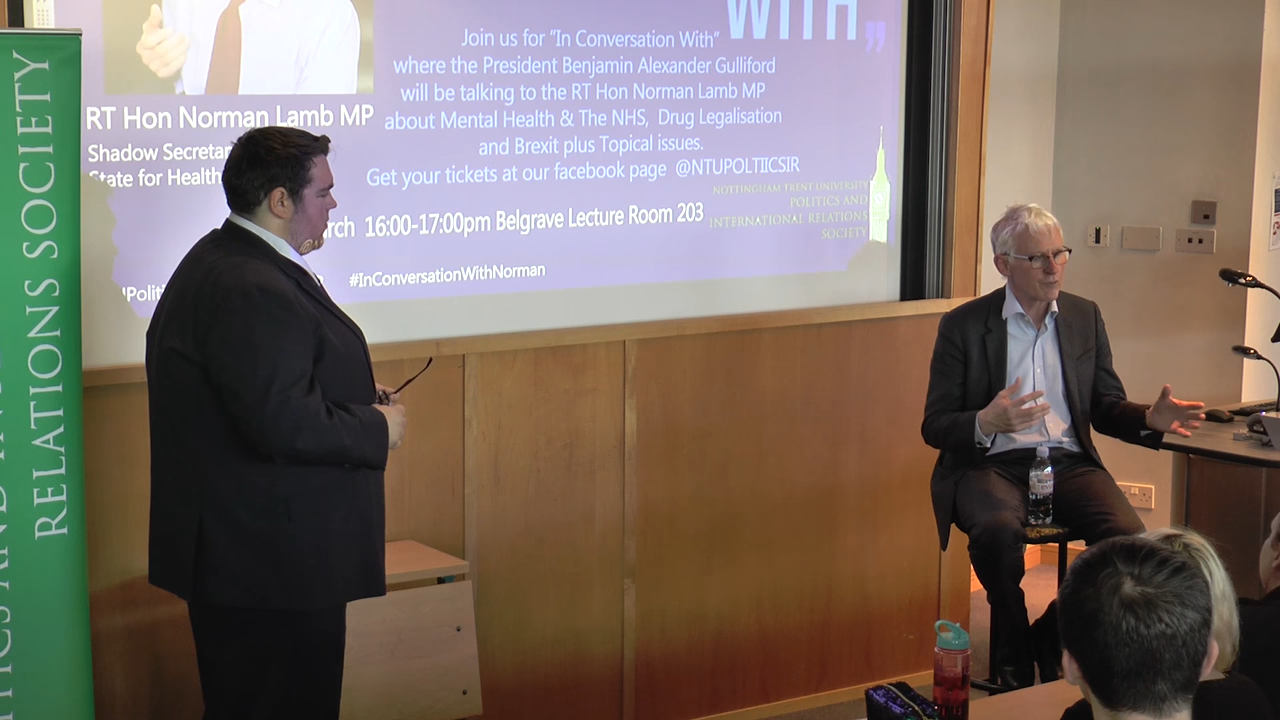 WITH”
Join us for “In Conversation With”
where the President Benjamin Alexander Gulliford
will be talking to the RT Hon Norman Lamb MP
about Mental Health & The NHS, Drug Legalisation
and Brexit plus Topical issues.
Get your tickets at our facebook page @NTUPOLTIICSIR
RT Hon Norman Lamb MP
Shadow Secretar
State for Health
NOTTINGHAM TRENT UNIVERSITY
POLITICS AND
INTERNATIONAL RELATIONS
SOCIETY
arch 16:00-17:00pm Belgrave Lecture Room 203
#InConversationWithNorman
RELATIONS SOCIETY